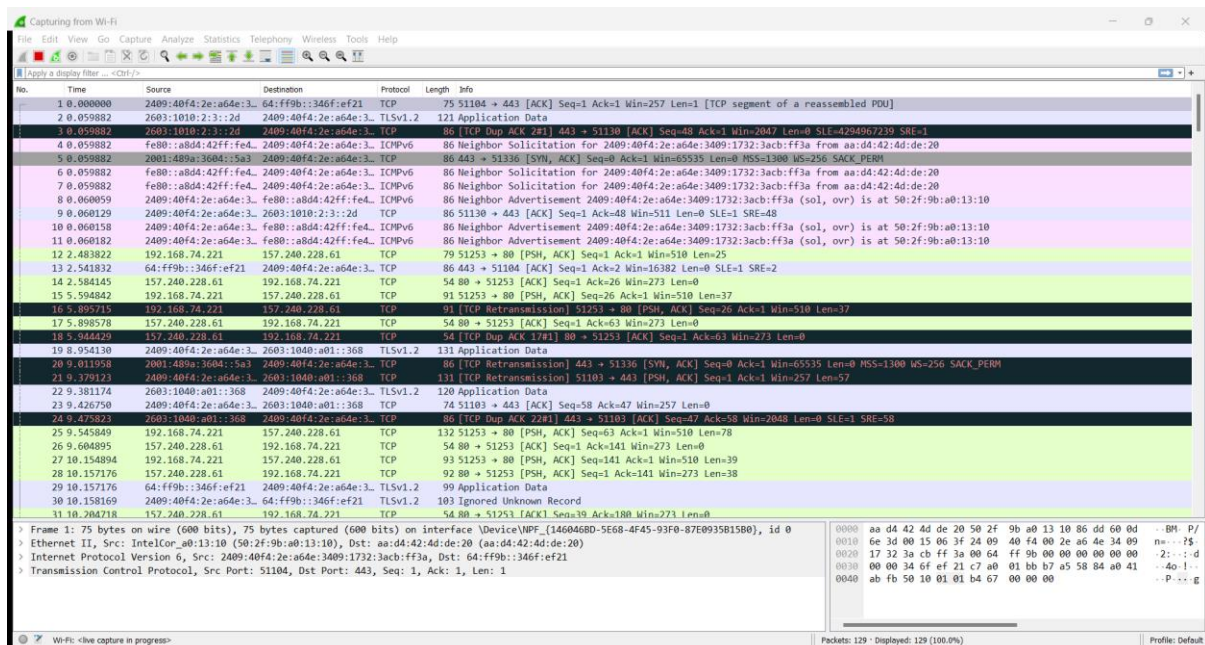 Capturing from Wi-Fi
File Edit View Go Capture Analyze Statistics Telephony Wireless Tools Help
Apply a display filter ... <Ctrl-/>
No. Time Source Destination Protocol Length Info
1 0.000000 2409:40f4:2e:a64e:3… 64:ff9b::346f:ef21 TCP 75 51104 → 443 [ACK] Seq=1 Ack=1 Win=257 Len=1 [TCP segment of a reassembled PDU]
2 0.059882 2603:1010:2:3::2d 2409:40f4:2e:a64e:3… TLSv1.2 121 Application Data
3 0.059882 2603:1010:2:3::2d 2409:40f4:2e:a64e:3… TCP 86 [TCP Dup ACK 2#1] 443 → 51130 [ACK] Seq=48 Ack=1 Win=2047 Len=0 SLE=4294967239 SRE=1
4 0.059882 fe80::a8d4:42ff:fe4… 2409:40f4:2e:a64e:3… ICMPv6 86 Neighbor Solicitation for 2409:40f4:2e:a64e:3409:1732:3acb:ff3a from aa:d4:42:4d:de:20
5 0.059882 2001:489a:3604::5a3 2409:40f4:2e:a64e:3… TCP 86 443 → 51336 [SYN, ACK] Seq=0 Ack=1 Win=65535 Len=0 MSS=1300 WS=256 SACK_PERM
6 0.059882 fe80::a8d4:42ff:fe4… 2409:40f4:2e:a64e:3… ICMPv6 86 Neighbor Solicitation for 2409:40f4:2e:a64e:3409:1732:3acb:ff3a from aa:d4:42:4d:de:20
7 0.059882 fe80::a8d4:42ff:fe4… 2409:40f4:2e:a64e:3… ICMPv6 86 Neighbor Solicitation for 2409:40f4:2e:a64e:3409:1732:3acb:ff3a from aa:d4:42:4d:de:20
8 0.060059 2409:40f4:2e:a64e:3… fe80::a8d4:42ff:fe4… ICMPv6 86 Neighbor Advertisement 2409:40f4:2e:a64e:3409:1732:3acb:ff3a (sol, ovr) is at 50:2f:9b:a0:13:10
9 0.060129 2409:40f4:2e:a64e:3… 2603:1010:2:3::2d TCP 86 51130 → 443 [ACK] Seq=1 Ack=48 Win=511 Len=0 SLE=1 SRE=48
10 0.060158 2409:40f4:2e:a64e:3… fe80::a8d4:42ff:fe4… ICMPv6 86 Neighbor Advertisement 2409:40f4:2e:a64e:3409:1732:3acb:ff3a (sol, ovr) is at 50:2f:9b:a0:13:10
11 0.060182 2409:40f4:2e:a64e:3… fe80::a8d4:42ff:fe4… ICMPv6 86 Neighbor Advertisement 2409:40f4:2e:a64e:3409:1732:3acb:ff3a (sol, ovr) is at 50:2f:9b:a0:13:10
12 2.483822 192.168.74.221 157.240.228.61 TCP 79 51253 → 80 [PSH, ACK] Seq=1 Ack=1 Win=510 Len=25
13 2.541832 64:ff9b::346f:ef21 2409:40f4:2e:a64e:3… TCP 86 443 → 51104 [ACK] Seq=1 Ack=2 Win=16382 Len=0 SLE=1 SRE=2
14 2.584145 157.240.228.61 192.168.74.221 TCP 54 80 → 51253 [ACK] Seq=1 Ack=26 Win=273 Len=0
15 5.594842 192.168.74.221 157.240.228.61 TCP 91 51253 → 80 [PSH, ACK] Seq=26 Ack=1 Win=510 Len=37
16 5.895715 192.168.74.221 157.240.228.61 TCP 91 [TCP Retransmission] 51253 → 80 [PSH, ACK] Seq=26 Ack=1 Win=510 Len=37
17 5.898578 157.240.228.61 192.168.74.221 TCP 54 80 → 51253 [ACK] Seq=1 Ack=63 Win=273 Len=0
18 5.944429 157.240.228.61 192.168.74.221 TCP 54 [TCP Dup ACK 17#1] 80 → 51253 [ACK] Seq=1 Ack=63 Win=273 Len=0
19 8.954130 2409:40f4:2e:a64e:3… 2603:1040:a01::368 TLSv1.2 131 Application Data
20 9.011958 2001:489a:3604::5a3 2409:40f4:2e:a64e:3… TCP 86 [TCP Retransmission] 443 → 51336 [SYN, ACK] Seq=0 Ack=1 Win=65535 Len=0 MSS=1300 WS=256 SACK_PERM
21 9.379123 2409:40f4:2e:a64e:3… 2603:1040:a01::368 TCP 131 [TCP Retransmission] 51103 → 443 [PSH, ACK] Seq=1 Ack=1 Win=257 Len=57
22 9.381174 2603:1040:a01::368 2409:40f4:2e:a64e:3… TLSv1.2 120 Application Data
23 9.426750 2409:40f4:2e:a64e:3… 2603:1040:a01::368 TCP 74 51103 → 443 [ACK] Seq=58 Ack=47 Win=257 Len=0
24 9.475823 2603:1040:a01::368 2409:40f4:2e:a64e:3… TCP 86 [TCP Dup ACK 22#1] 443 → 51103 [ACK] Seq=47 Ack=58 Win=2048 Len=0 SLE=1 SRE=58
25 9.545849 192.168.74.221 157.240.228.61 TCP 132 51253 → 80 [PSH, ACK] Seq=63 Ack=1 Win=510 Len=78
26 9.604895 157.240.228.61 192.168.74.221 TCP 54 80 → 51253 [ACK] Seq=1 Ack=141 Win=273 Len=0
27 10.154894 192.168.74.221 157.240.228.61 TCP 93 51253 → 80 [PSH, ACK] Seq=141 Ack=1 Win=510 Len=39
28 10.157176 157.240.228.61 192.168.74.221 TCP 92 80 → 51253 [PSH, ACK] Seq=1 Ack=141 Win=273 Len=38
29 10.157176 64:ff9b::346f:ef21 2409:40f4:2e:a64e:3… TLSv1.2 99 Application Data
30 10.158169 2409:40f4:2e:a64e:3… 64:ff9b::346f:ef21 TLSv1.2 103 Ignored Unknown Record
31 10.204718 157.240.228.61 192.168.74.221 TCP 54 80 → 51253 [ACK] Seq=39 Ack=180 Win=273 Len=0
> Frame 1: 75 bytes on wire (600 bits), 75 bytes captured (600 bits) on interface \Device\NPF_{146046BD-5E68-4F45-93F0-87E0935B15B0}, id 0
> Ethernet II, Src: IntelCor_a0:13:10 (50:2f:9b:a0:13:10), Dst: aa:d4:42:4d:de:20 (aa:d4:42:4d:de:20)
> Internet Protocol Version 6, Src: 2409:40f4:2e:a64e:3409:1732:3acb:ff3a, Dst: 64:ff9b::346f:ef21
> Transmission Control Protocol, Src Port: 51104, Dst Port: 443, Seq: 1, Ack: 1, Len: 1
0000 aa d4 42 4d de 20 50 2f 9b a0 13 10 86 dd 60 0d ··BM· P/
0010 6e 3d 00 15 06 3f 24 09 40 f4 00 2e a6 4e 34 09 n=···?$·
0020 17 32 3a cb ff 3a 00 64 ff 9b 00 00 00 00 00 00 ·2:··:·d
0030 00 00 34 6f ef 21 c7 a0 01 bb b7 a5 58 84 a0 41 ··4o·!··
0040 ab fb 50 10 01 01 b4 67 00 00 00 ··P····g
Wi-Fi: <live capture in progress> Packets: 129 · Displayed: 129 (100.0%) Profile: Default